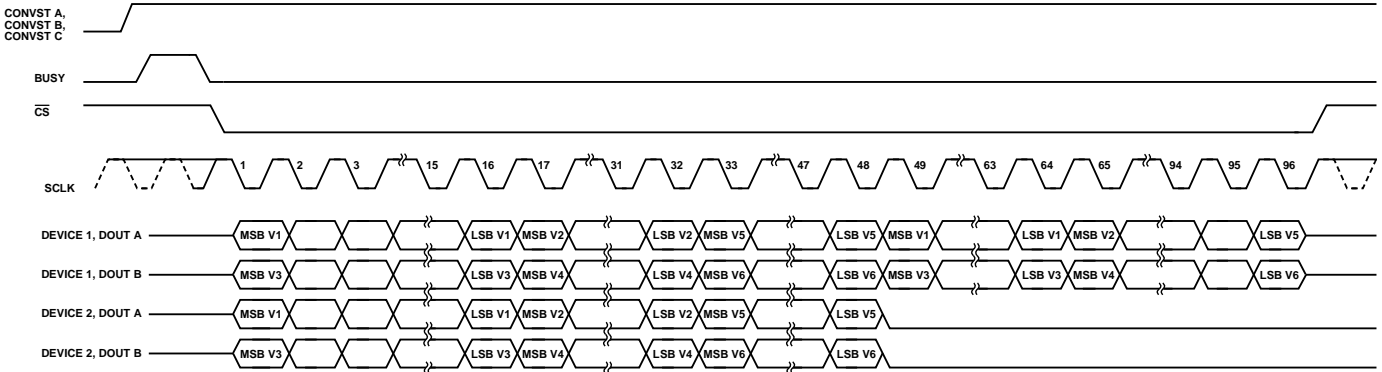 CONVST A,
CONVST B,
CONVST C
BUSY
CS
SCLK
1 2 3 15 16 17 31 32 33 47 48 49 63 64 65 94 95 96
DEVICE 1, DOUT A MSB V1 LSB V1 MSB V2 LSB V2 MSB V5 LSB V5 MSB V1 LSB V1 MSB V2 LSB V5
DEVICE 1, DOUT B MSB V3 LSB V3 MSB V4 LSB V4 MSB V6 LSB V6 MSB V3 LSB V3 MSB V4 LSB V6
DEVICE 2, DOUT A MSB V1 LSB V1 MSB V2 LSB V2 MSB V5 LSB V5
DEVICE 2, DOUT B MSB V3 LSB V3 MSB V4 LSB V4 MSB V6 LSB V6